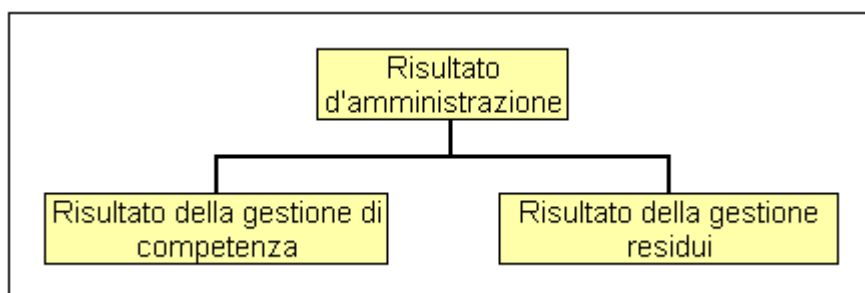 Risultato
d'amministrazione
Risultato della gestione di
competenza
Risultato della gestione
residui